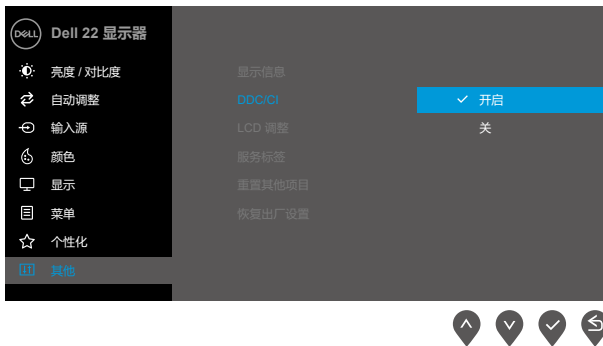 DELL Dell 22 显示器
亮度 / 对比度
显示信息
自动调整
DDC/CI
开启
输入源
LCD 调整
关
颜色
服务标签
显示
重置其他项目
菜单
恢复出厂设置
个性化
其他